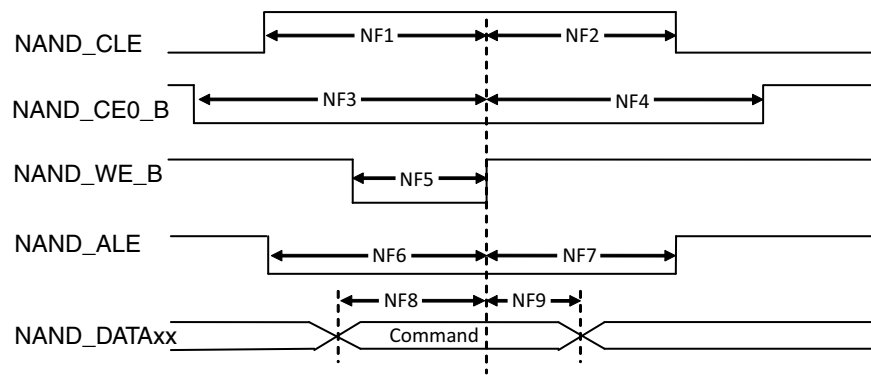 NAND_CLE
NF1
NF2
NAND_CE0_B
NF3
NF4
NAND_WE_B
NF5
NAND_ALE
NF6
NF7
NF8
NF9
NAND_DATAxx
Command